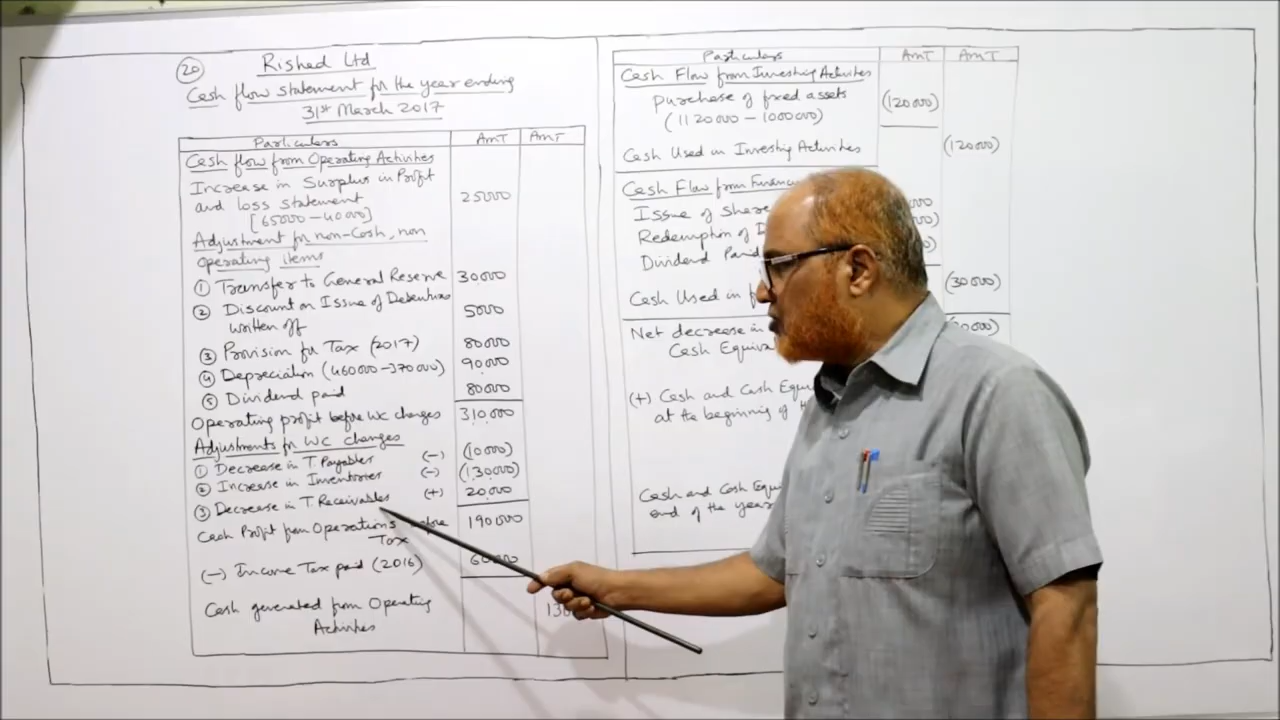 20
Rished Ltd
Cash flow statement for the year ending
31st March 2017
Particulars AMT AMT
Cash flow from Operating Activities
Increase in Surplus in Profit
and loss statement 25000
[65000-40000]
Adjustment for non-Cash, non
operating items
① Transfer to General Reserve 30000
② Discount on Issue of Debentures
written off 5000
③ Provision for Tax (2017) 80000
④ Depreciation (460000-370000) 90000
⑤ Dividend paid 80000
Operating profit before WC changes 310000
Adjustments for WC changes
① Decrease in T. Payables (-) (10000)
② Increase in Inventories (-) (130000)
③ Decrease in T. Receivables (+) 20000
Cash Profit from Operations 190000
Tax
(-) Income Tax paid (2016)
Cash generated from Operating
Activities
Particulars AMT AMT
Cash Flow from Investing Activities
purchase of fixed assets (120000)
(1120000-1000000)
Cash Used in Investing Activities (120000)
Cash Flow from
Issue of Share
Redemption of
Dividend Paid
Cash Used in (30000)
Net decrease in
Cash
(+) Cash and Cash
at the beginning of
Cash and Cash
end of the year